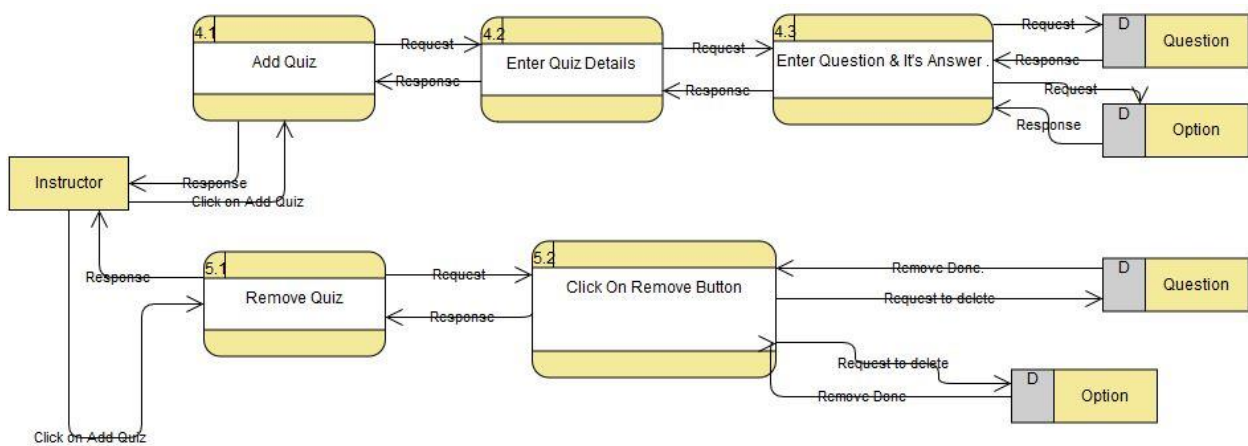 4.1
Add Quiz
Request
Response
4.2
Enter Quiz Details
Request
Response
4.3
Enter Question & It's Answer .
Request
Response
D
Question
Request
Response
D
Option
Instructor
Response
Click on Add Quiz
Response
Click on Add Quiz
5.1
Remove Quiz
Request
Response
5.2
Click On Remove Button
Remove Done.
Request to delete
D
Question
Request to delete
Remove Done
D
Option